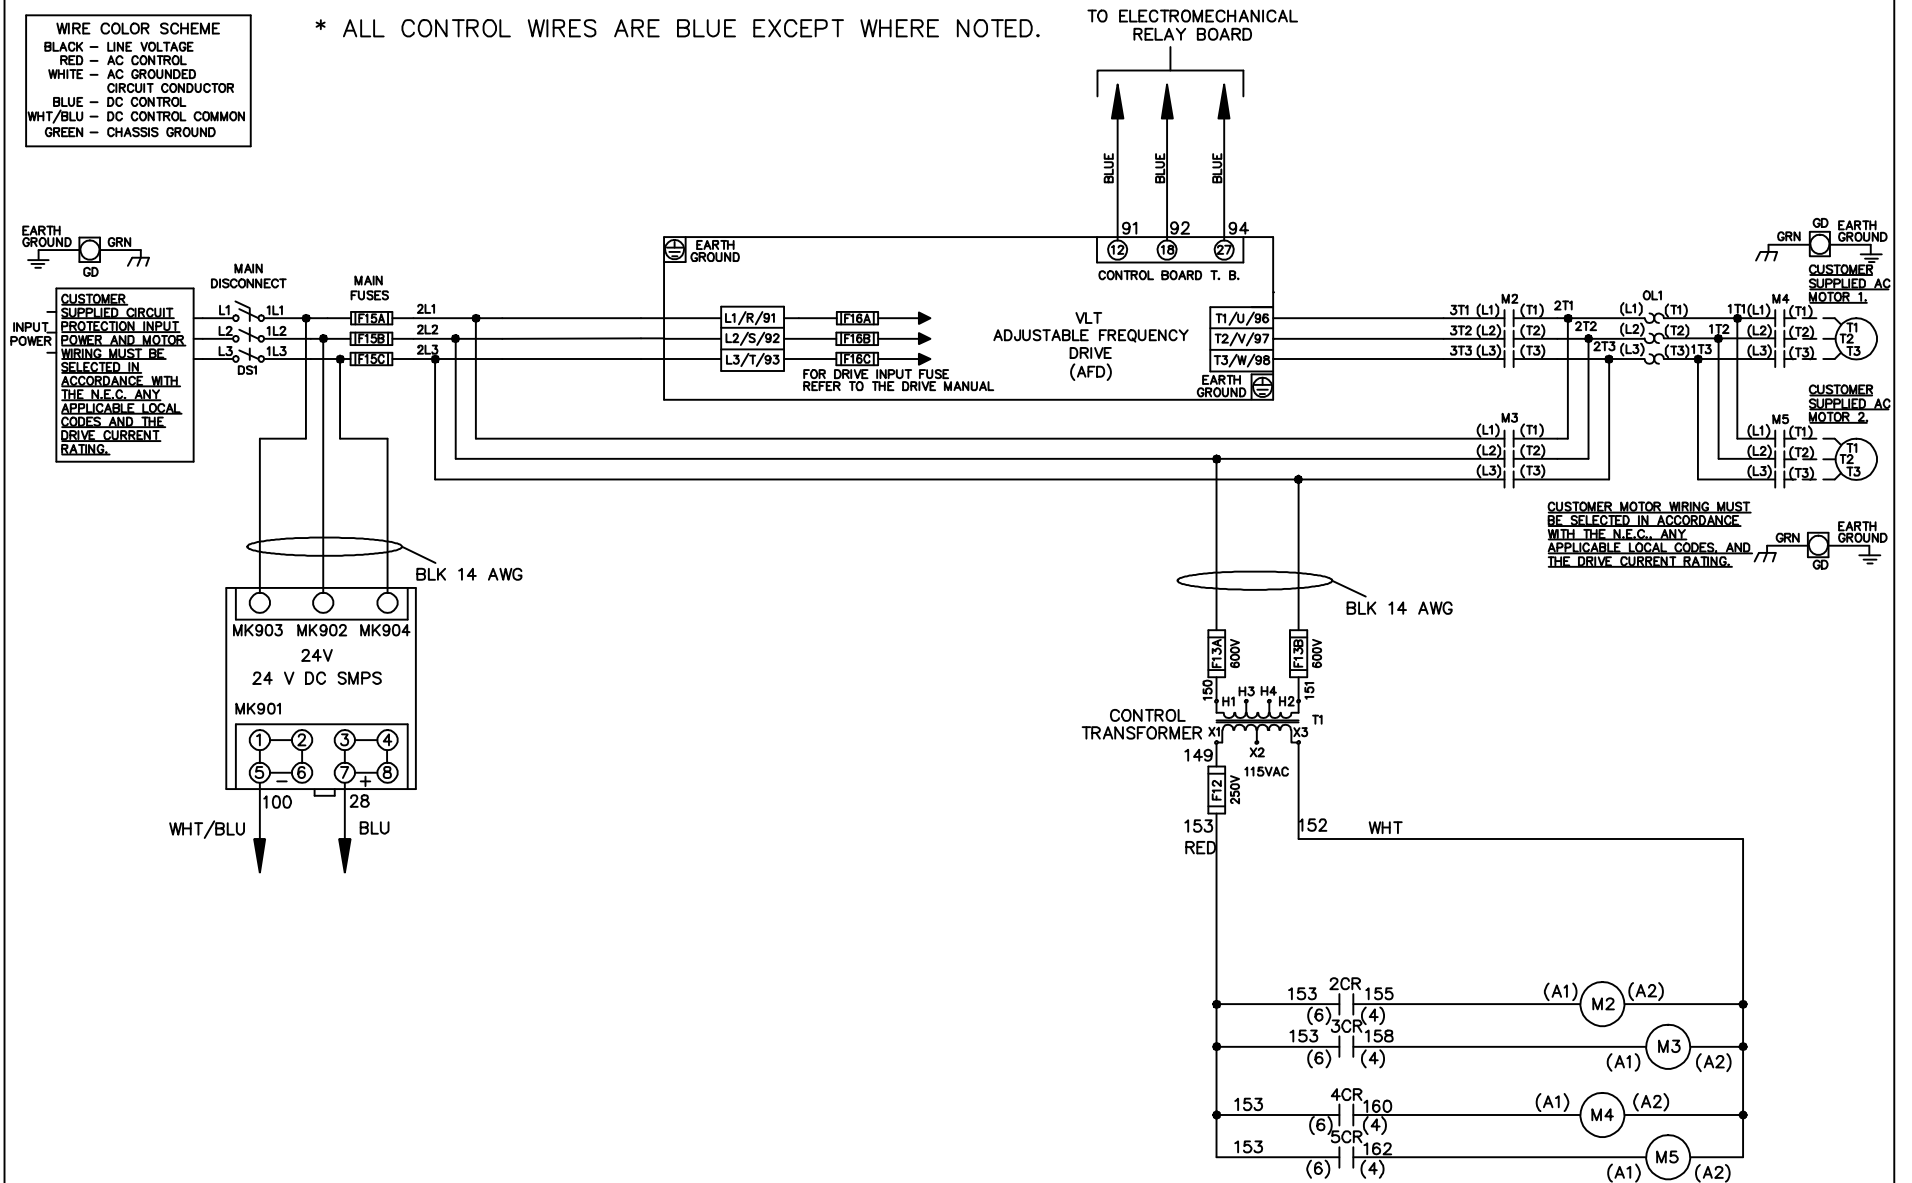 WIRE COLOR SCHEME
BLACK – LINE VOLTAGE
RED – AC CONTROL
WHITE – AC GROUNDED
CIRCUIT CONDUCTOR
BLUE – DC CONTROL
WHT/BLU – DC CONTROL COMMON
GREEN – CHASSIS GROUND
* ALL CONTROL WIRES ARE BLUE EXCEPT WHERE NOTED.
TO ELECTROMECHANICAL
RELAY BOARD
BLUE
BLUE
BLUE
91 92 94
12 18 27
CONTROL BOARD T. B.
EARTH
GROUND
GRN
GD
INPUT
POWER
CUSTOMER
SUPPLIED CIRCUIT
PROTECTION INPUT
POWER AND MOTOR
WIRING MUST BE
SELECTED IN
ACCORDANCE WITH
THE N.E.C. ANY
APPLICABLE LOCAL
CODES AND THE
DRIVE CURRENT
RATING.
MAIN
DISCONNECT
L1 1L1
L2 1L2
L3 1L3
DS1
MAIN
FUSES
F15A 2L1
F15B 2L2
F15C 2L3
EARTH
GROUND
L1/R/91
L2/S/92
L3/T/93
F16A
F16B
F16C
FOR DRIVE INPUT FUSE
REFER TO THE DRIVE MANUAL
VLT
ADJUSTABLE FREQUENCY
DRIVE
(AFD)
T1/U/96
T2/V/97
T3/W/98
EARTH
GROUND
M2
3T1 (L1) (T1) 2T1
3T2 (L2) (T2) 2T2
3T3 (L3) (T3) 2T3
OL1
(L1) (T1) 1T1
(L2) (T2) 1T2
(L3) (T3) 1T3
M4
(L1) (T1)
(L2) (T2)
(L3) (T3)
T1
T2
T3
GD
GRN
EARTH
GROUND
CUSTOMER
SUPPLIED AC
MOTOR 1.
M3
(L1) (T1)
(L2) (T2)
(L3) (T3)
CUSTOMER
SUPPLIED AC
MOTOR 2.
M5
(L1) (T1)
(L2) (T2)
(L3) (T3)
T1
T2
T3
CUSTOMER MOTOR WIRING MUST
BE SELECTED IN ACCORDANCE
WITH THE N.E.C., ANY
APPLICABLE LOCAL CODES, AND
THE DRIVE CURRENT RATING.
GRN
GD
EARTH
GROUND
BLK 14 AWG
MK903 MK902 MK904
24V
24 V DC SMPS
MK901
1 2 3 4
5 – 6 7 + 8
100 28
WHT/BLU BLU
BLK 14 AWG
F13A 600V
F13B 600V
150 151
H1 H3 H4 H2
T1
CONTROL
TRANSFORMER
X1 X2 X3
149
115VAC
F12 250V
153
RED
152 WHT
2CR
153 155 (A1) M2 (A2)
(6) (4)
3CR
153 158 M3
(6) (4) (A1) (A2)
4CR
153 160 (A1) M4 (A2)
(6) (4)
5CR
153 162 M5
(6) (4) (A1) (A2)